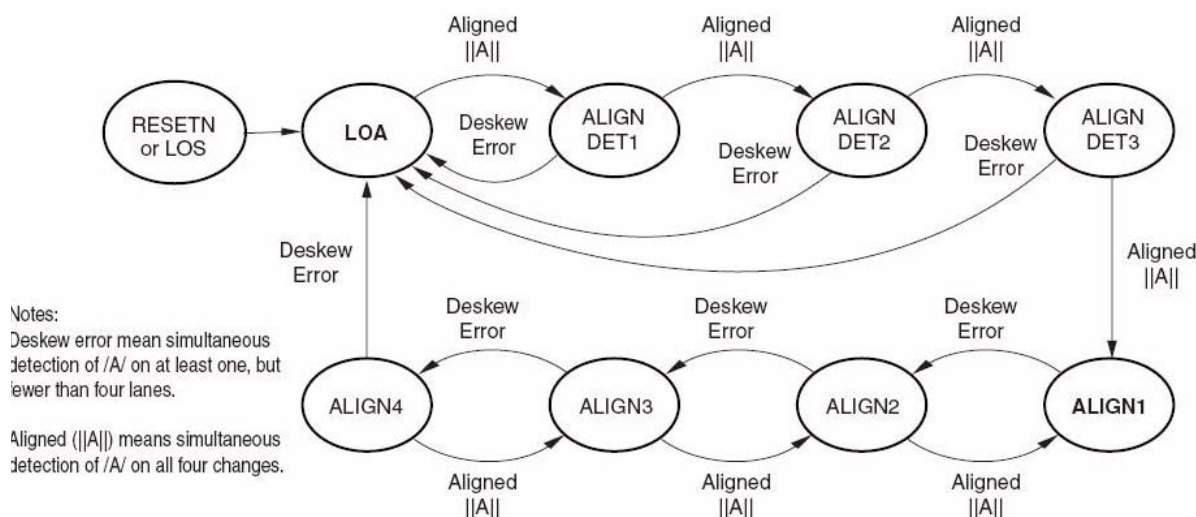 Aligned
||A||
Aligned
||A||
Aligned
||A||
RESETN
or LOS
LOA
Deskew
Error
ALIGN
DET1
Deskew
Error
ALIGN
DET2
Deskew
Error
ALIGN
DET3
Deskew
Error
Aligned
||A||
Notes:
Deskew error mean simultaneous
detection of /A/ on at least one, but
fewer than four lanes.
Aligned (||A||) means simultaneous
detection of /A/ on all four changes.
Deskew
Error
Deskew
Error
Deskew
Error
ALIGN4
ALIGN3
ALIGN2
ALIGN1
Aligned
||A||
Aligned
||A||
Aligned
||A||